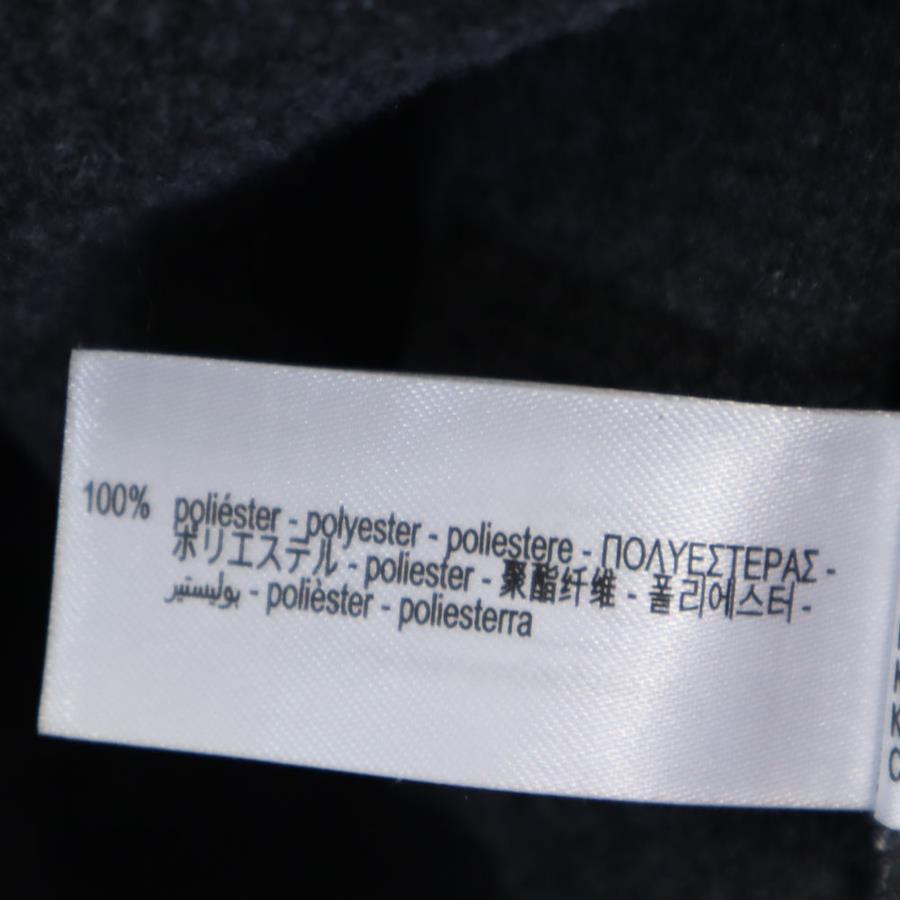 100% poliéster - polyester - poliestere - ΠΟΛΥΕΣΤΕΡΑΣ -
ポリエステル - poliester - 聚酯纤维 - 폴리에스터 -
بوليستير - polièster - poliesterra